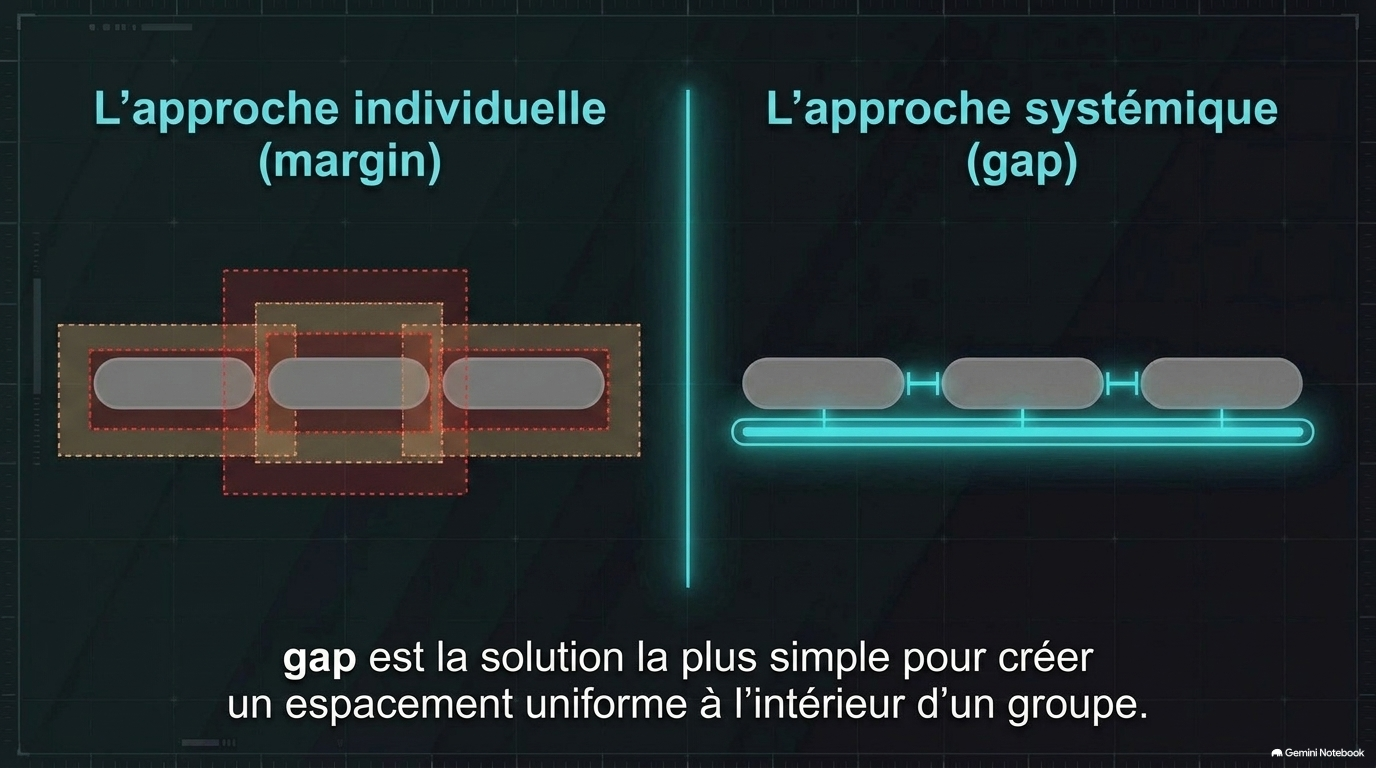 L’approche individuelle
(margin)
L’approche systémique
(gap)
gap est la solution la plus simple pour créer
un espacement uniforme à l’intérieur d’un groupe.
Gemini Notebook